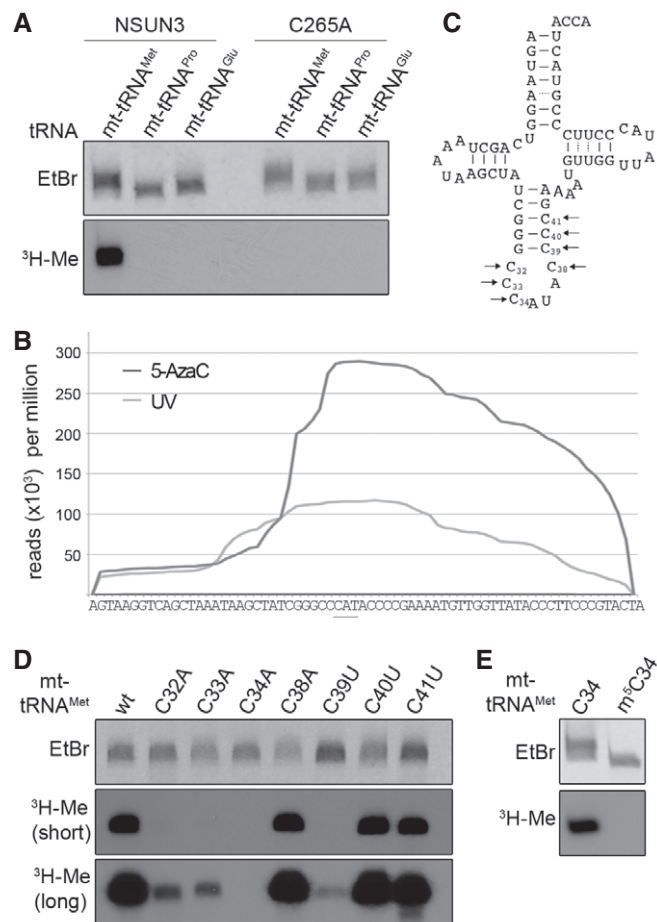 A
NSUN3
C265A
mt-tRNAMet
mt-tRNAPro
mt-tRNAGlu
mt-tRNAMet
mt-tRNAPro
mt-tRNAGlu
tRNA
EtBr
³H-Me
B
reads (x10³) per million
300
250
200
150
100
50
5-AzaC
UV
AGTAAGGTCAGCTAAATAAGCTATCGGGCCCATACCCCGAAAATGTTGGTTATACCCTTCCCGTACTA
C
ACCA
A U
G C
U A
A U
A G
G C
G C
U
CUUCC
C A U
A
GUUGG
U U
A A U C G A C
A
U
A A
U C G A A U
U A
C G
G C41
G C40
G C39
C32 C38
C33 A
C34 A U
D
mt-
tRNAMet
wt
C32A
C33A
C34A
C38A
C39U
C40U
C41U
EtBr
³H-Me
(short)
³H-Me
(long)
E
mt-
tRNAMet
C34
m⁵C34
EtBr
³H-Me